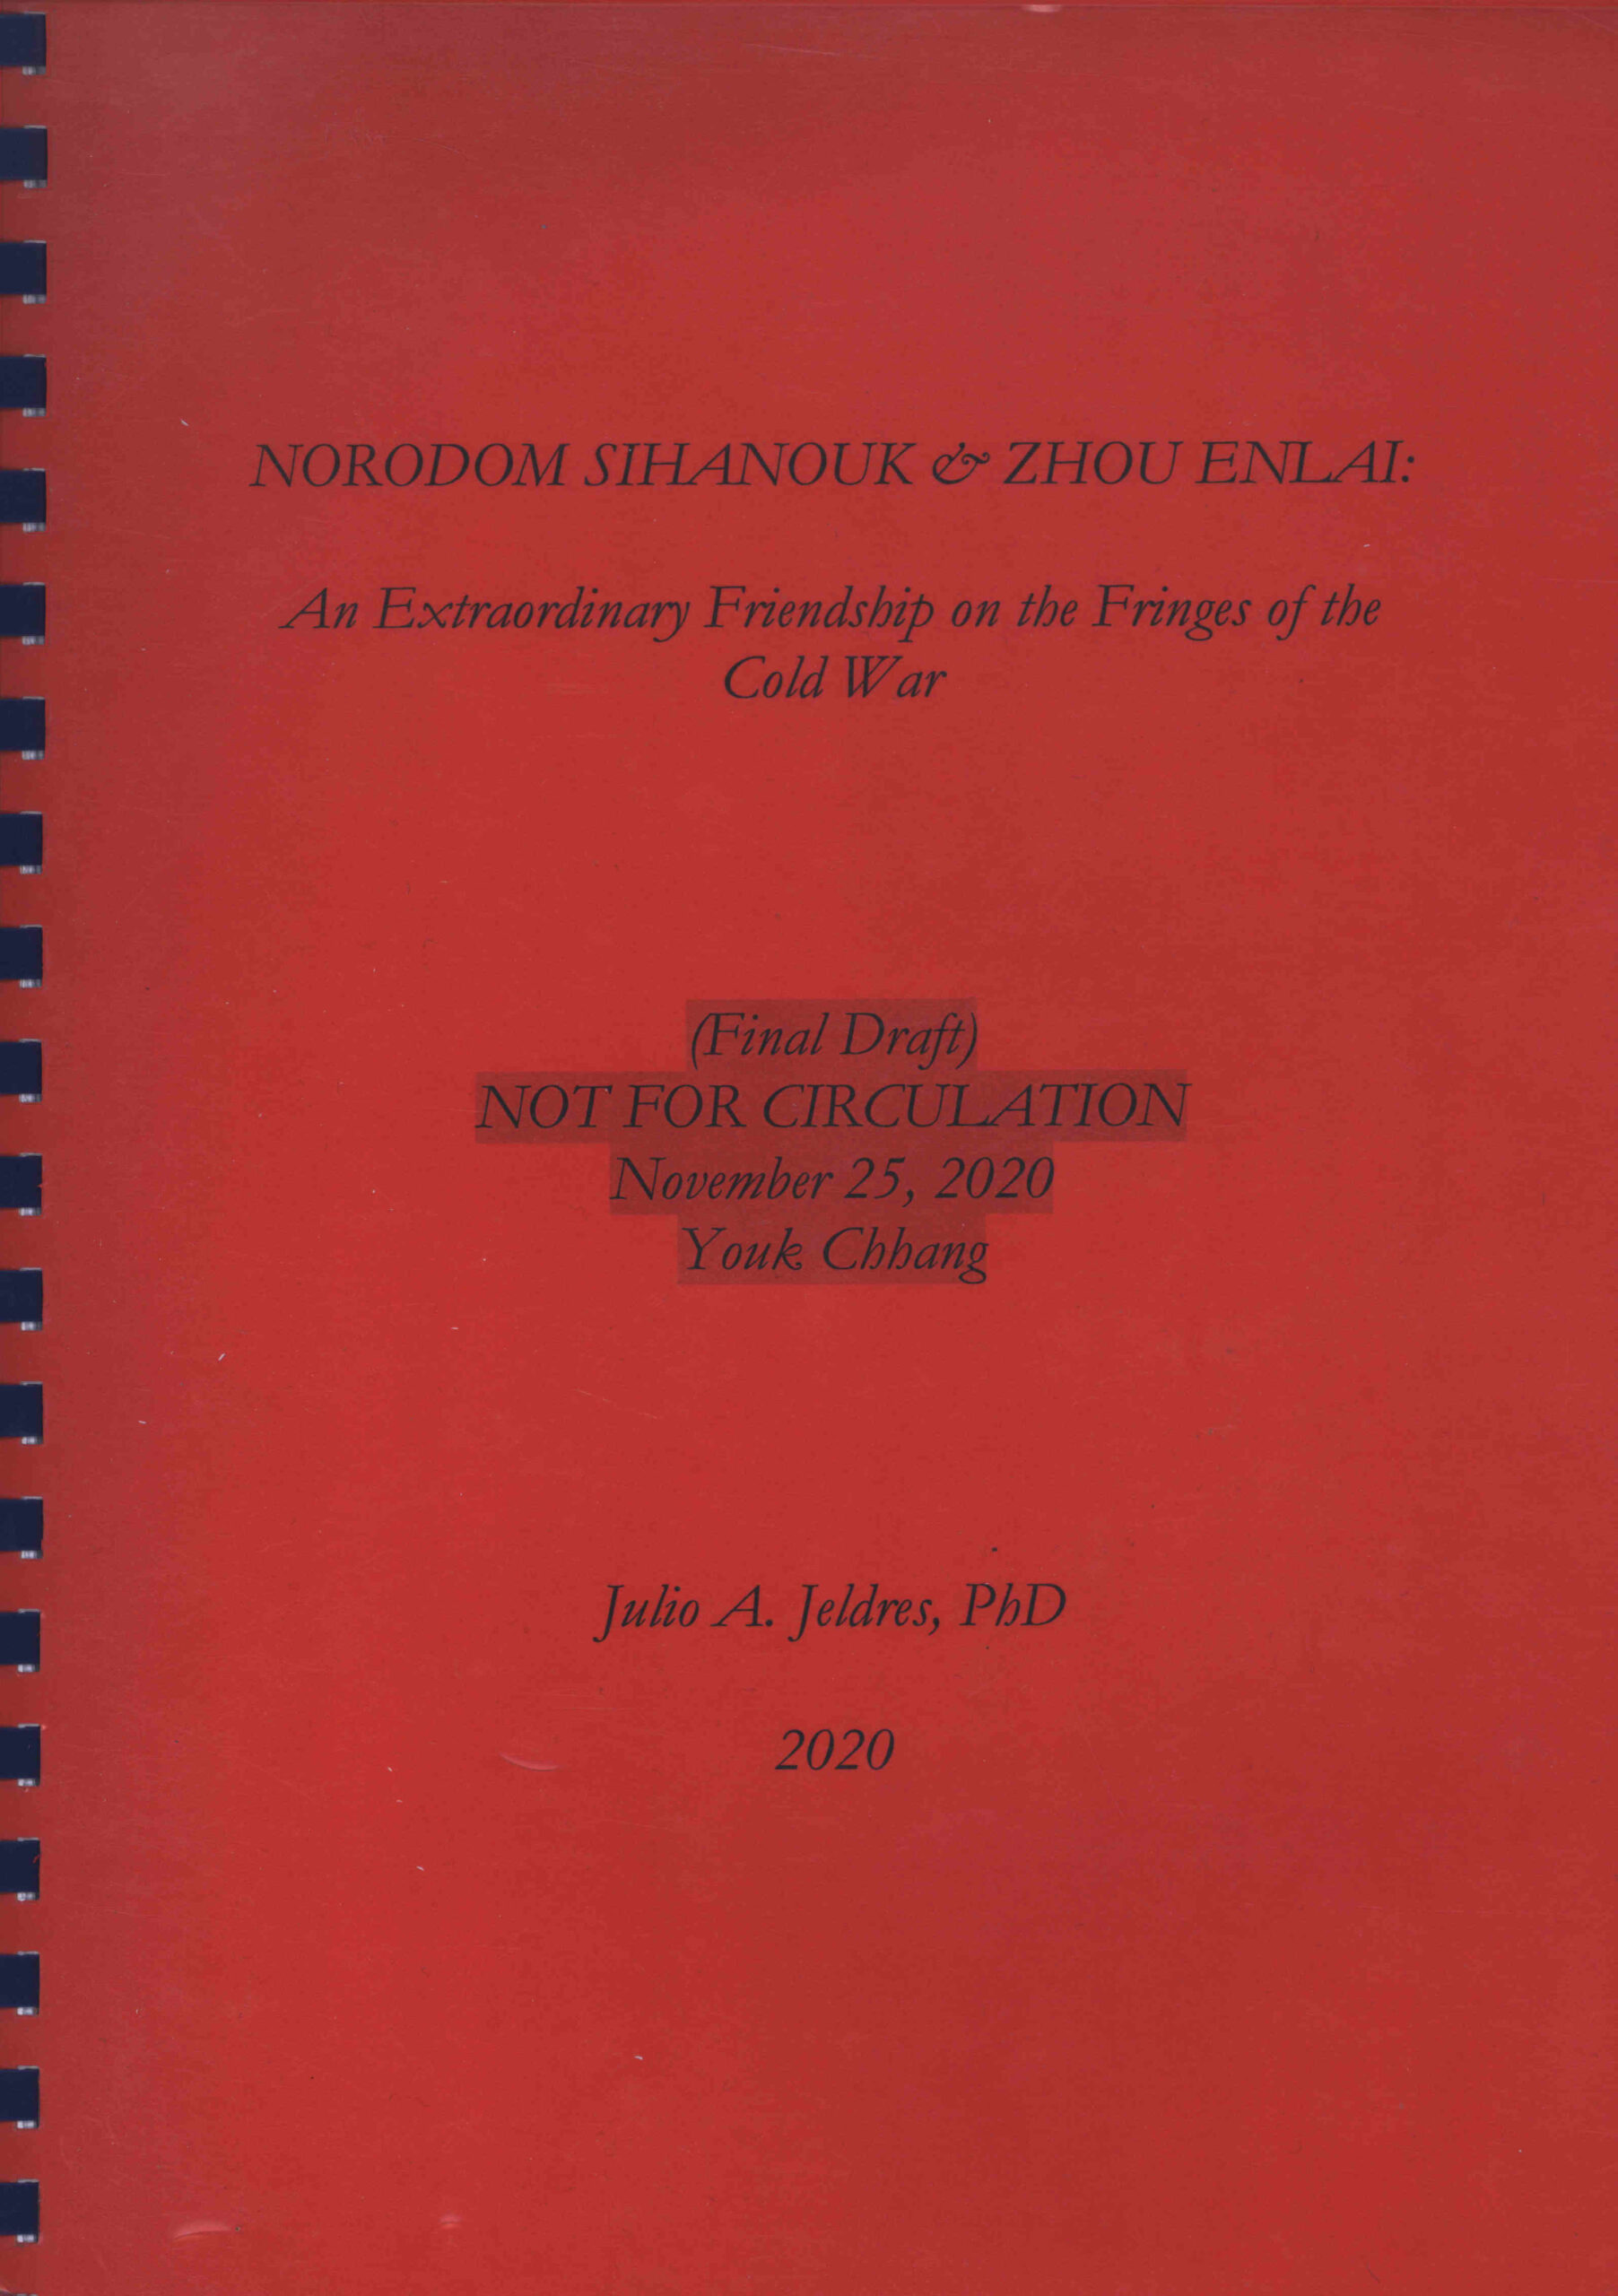 NORODOM SIHANOUK & ZHOU ENLAI:
An Extraordinary Friendship on the Fringes of the
Cold War
(Final Draft)
NOT FOR CIRCULATION
November 25, 2020
Youk Chhang
Julio A. Jeldres, PhD
2020